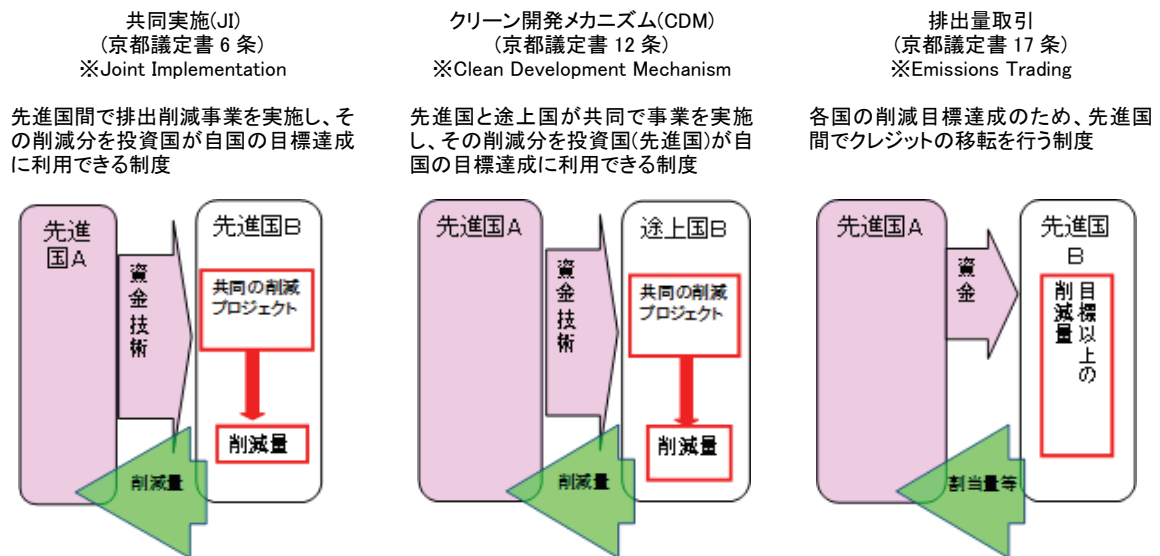 共同実施(JI)
(京都議定書 6 条)
※Joint Implementation
先進国間で排出削減事業を実施し、そ
の削減分を投資国が自国の目標達成
に利用できる制度
先進
国A
資金技術
先進国B
共同の削減
プロジェクト
削減量
削減量
クリーン開発メカニズム(CDM)
(京都議定書 12 条)
※Clean Development Mechanism
先進国と途上国が共同で事業を実施
し、その削減分を投資国(先進国)が自
国の目標達成に利用できる制度
先進国A
資金技術
途上国B
共同の削減
プロジェクト
削減量
削減量
排出量取引
(京都議定書 17 条)
※Emissions Trading
各国の削減目標達成のため、先進国
間でクレジットの移転を行う制度
先進国A
資金
先進国
B
目標以上の
削減量
割当量等